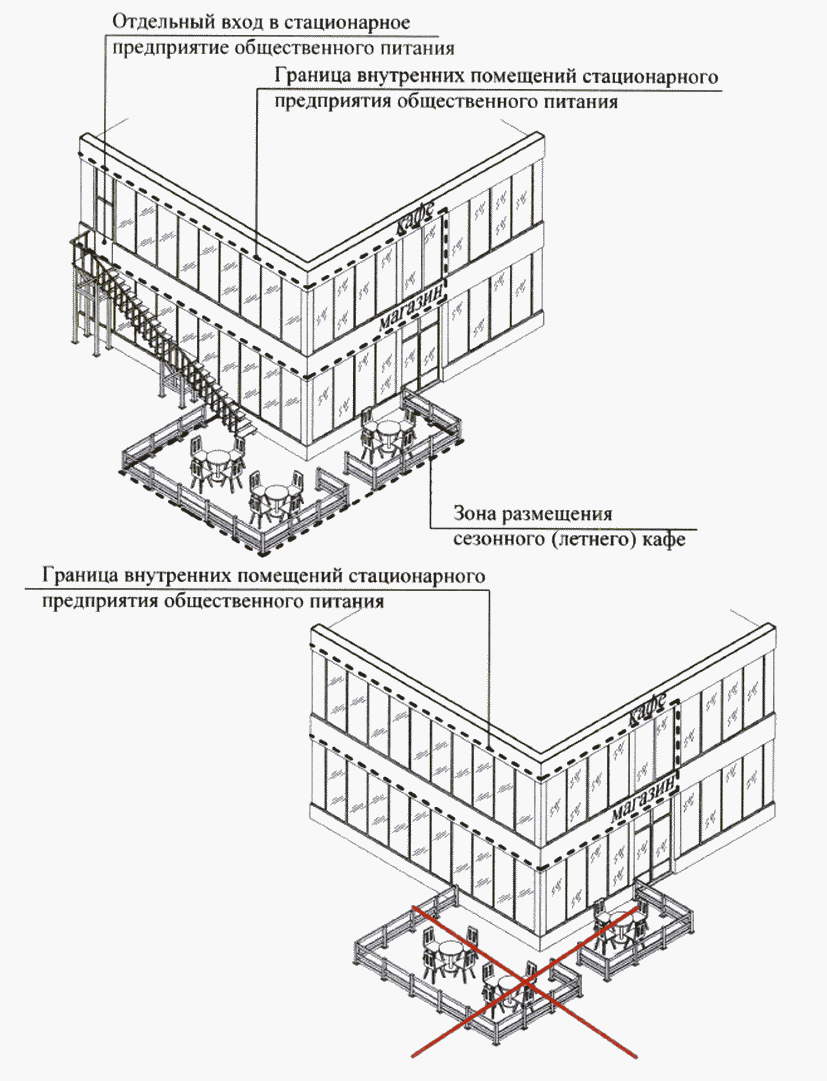 Отдельный вход в стационарное
предприятие общественного питания
Граница внутренних помещений стационарного
предприятия общественного питания
кафе
магазин
Зона размещения
сезонного (летнего) кафе
Граница внутренних помещений стационарного
предприятия общественного питания
кафе
магазин